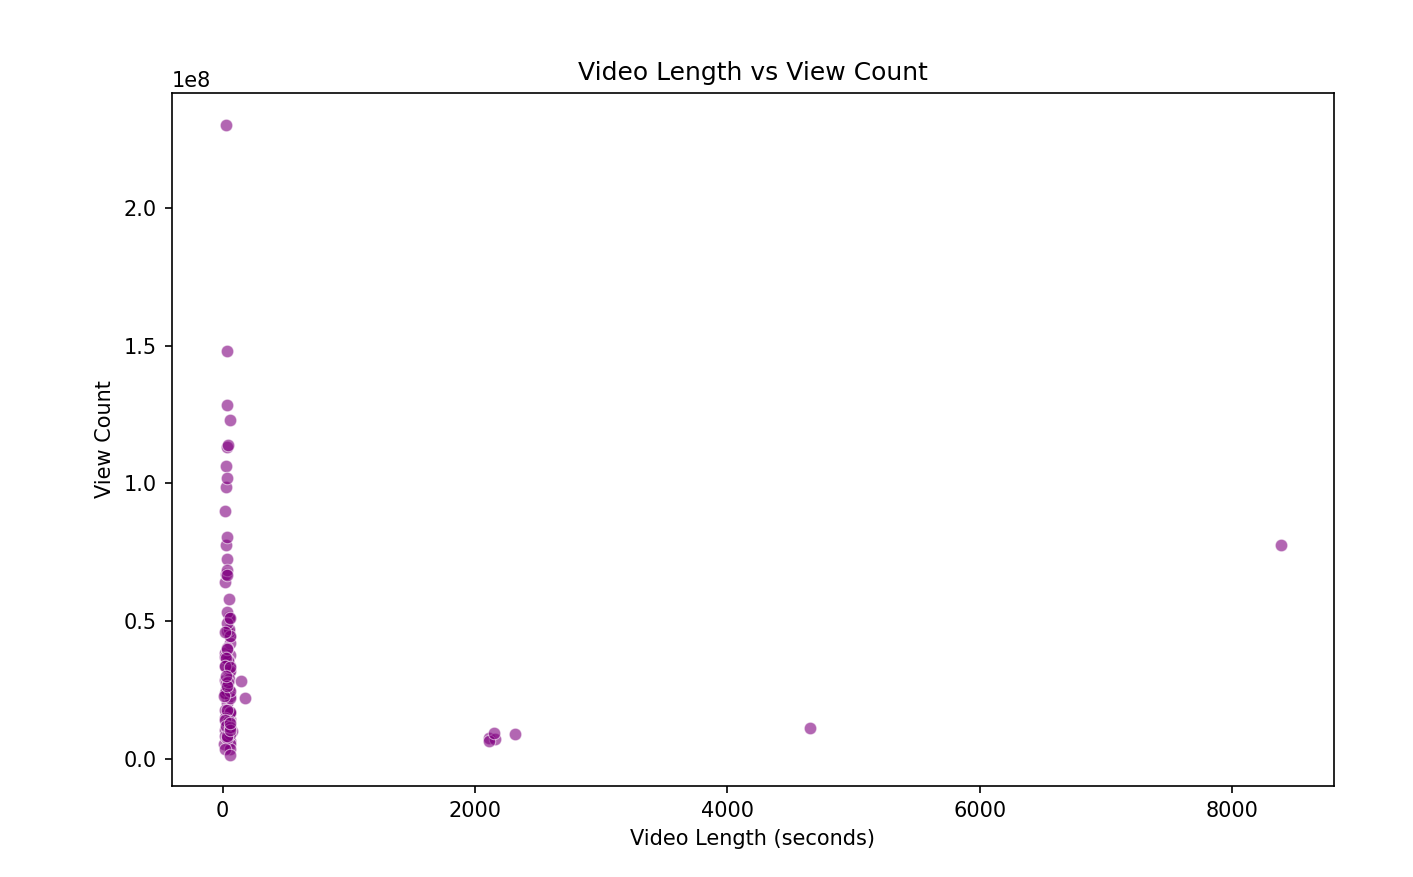 Video Length vs View Count
1e8
2.0
1.5
1.0
0.5
0.0
View Count
0 2000 4000 6000 8000
Video Length (seconds)